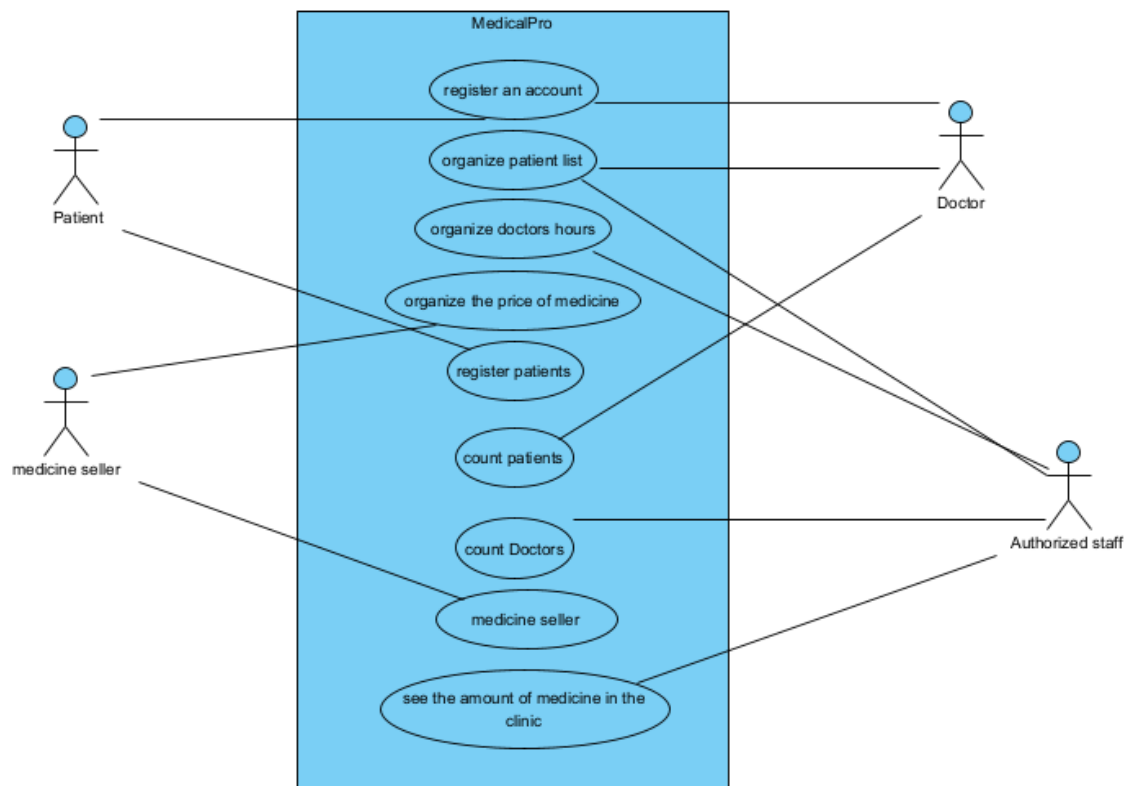 MedicalPro
register an account
organize patient list
Patient
Doctor
organize doctors hours
organize the price of medicine
register patients
medicine seller
count patients
Authorized staff
count Doctors
medicine seller
see the amount of medicine in the
clinic